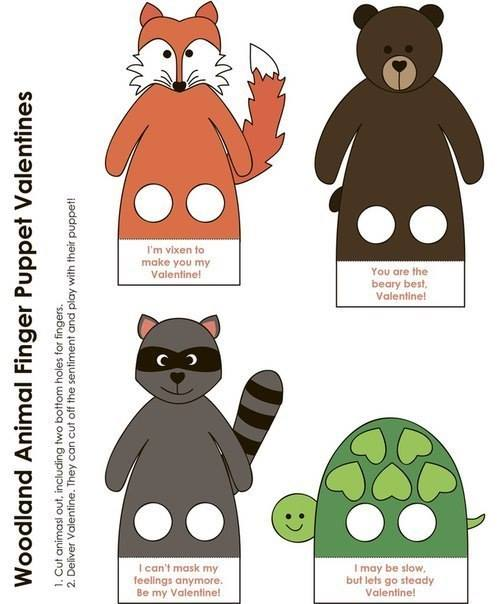 Woodland Animal Finger Puppet Valentines
1. Cut animasl out, including two bottom holes for fingers.
2. Deliver Valentine. They can cut off the sentiment and play with their puppet!
I'm vixen to
make you my
Valentine!
You are the
beary best,
Valentine!
I can't mask my
feelings anymore.
Be my Valentine!
I may be slow,
but lets go steady
Valentine!